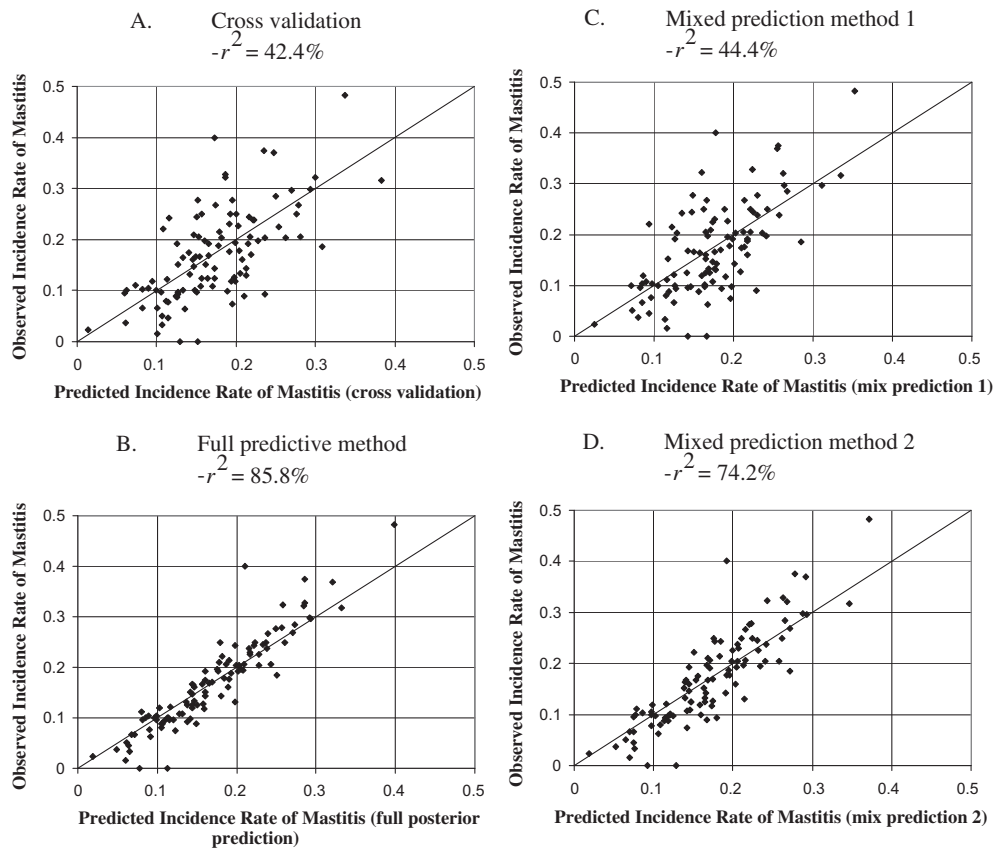 A. Cross validation
-r² = 42.4%
Observed Incidence Rate of Mastitis
0.5
0.4
0.3
0.2
0.1
0
0 0.1 0.2 0.3 0.4 0.5
Predicted Incidence Rate of Mastitis (cross validation)
C. Mixed prediction method 1
-r² = 44.4%
Observed Incidence Rate of Mastitis
0.5
0.4
0.3
0.2
0.1
0
0 0.1 0.2 0.3 0.4 0.5
Predicted Incidence Rate of Mastitis (mix prediction 1)
B. Full predictive method
-r² = 85.8%
Observed Incidence Rate of Mastitis
0.5
0.4
0.3
0.2
0.1
0
0 0.1 0.2 0.3 0.4 0.5
Predicted Incidence Rate of Mastitis (full posterior
prediction)
D. Mixed prediction method 2
-r² = 74.2%
Observed Incidence Rate of Mastitis
0.5
0.4
0.3
0.2
0.1
0
0 0.1 0.2 0.3 0.4 0.5
Predicted Incidence Rate of Mastitis (mix prediction 2)